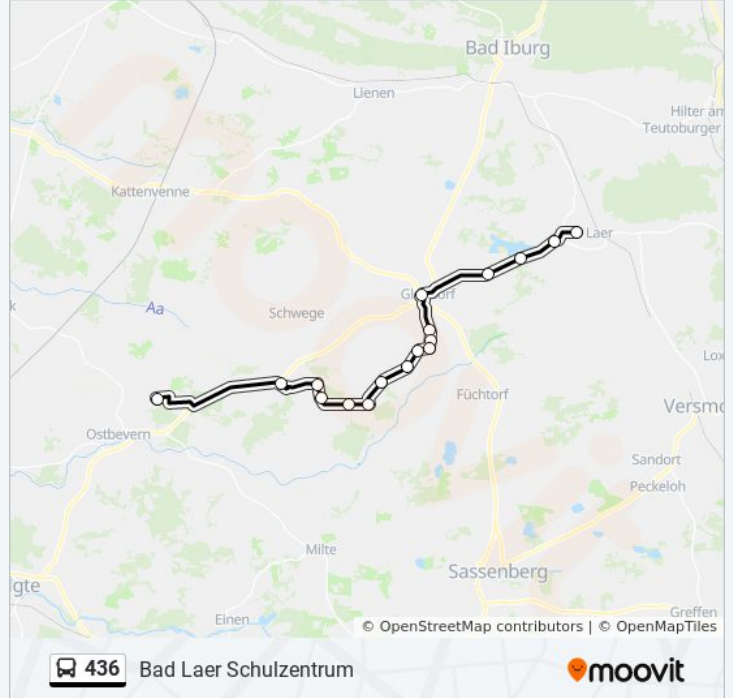 Bad Iburg
Lienen
Hilter am
Teutoburger
Kattenvenne
Laer
Aa
Schwege
Lox
Füchtorf
Versmo
Ostbevern
Sandort
Peckeloh
Milte
Sassenberg
lgte
Einen
Greffen
© OpenStreetMap contributors | © OpenMapTiles
436 Bad Laer Schulzentrum
moovit